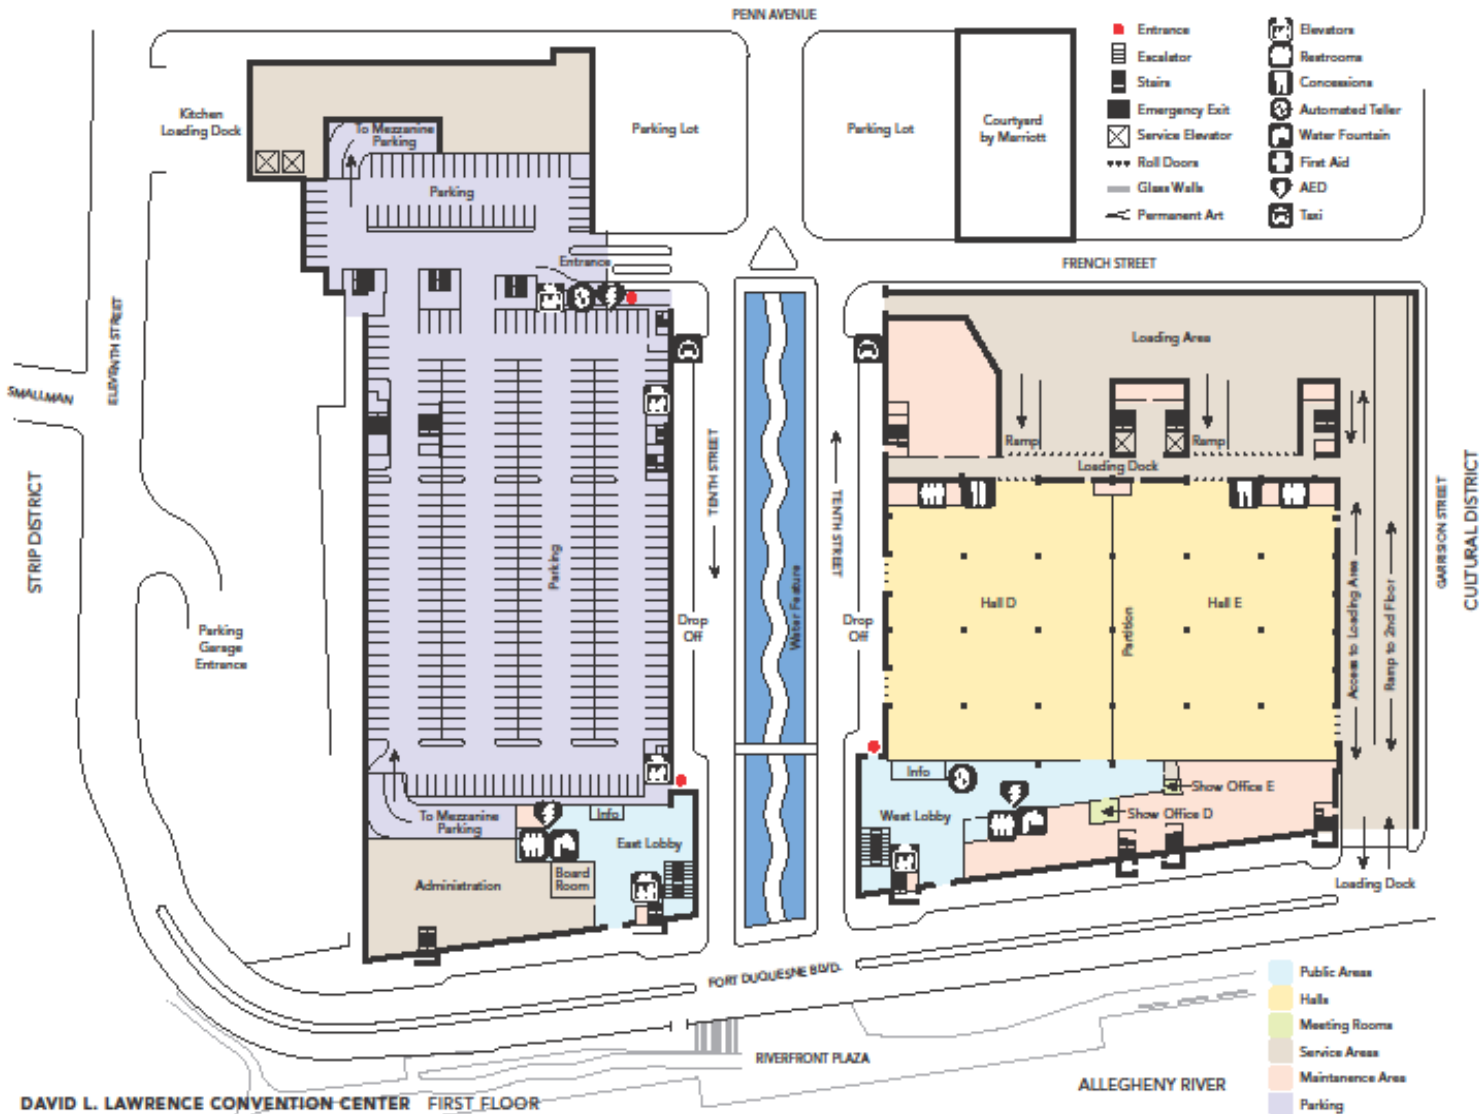 PENN AVENUE
Entrance
Escalator
Stairs
Emergency Exit
Service Elevator
Roll Doors
Glass Walls
Permanent Art
Elevators
Restrooms
Concessions
Automated Teller
Water Fountain
First Aid
AED
Taxi
Kitchen
Loading Dock
To Mezzanine
Parking
Parking Lot
Parking Lot
Courtyard
by Marriott
Parking
Entrance
FRENCH STREET
ELEVENTH STREET
SMALLMAN
Loading Area
Ramp
Ramp
Loading Dock
TENTH STREET
TENTH STREET
STRIP DISTRICT
GARRISION STREET
CULTURAL DISTRICT
Parking
Water Feature
Hall D
Hall E
Partition
Access to Loading Area
Ramp to 2nd Floor
Parking
Garage
Entrance
Drop
Off
Drop
Off
Info
Show Office E
Show Office D
West Lobby
To Mezzanine
Parking
Info
East Lobby
Board
Room
Administration
Loading Dock
FORT DUQUESNE BLVD.
RIVERFRONT PLAZA
ALLEGHENY RIVER
Public Areas
Halls
Meeting Rooms
Service Areas
Maintanence Area
Parking
DAVID L. LAWRENCE CONVENTION CENTER FIRST FLOOR